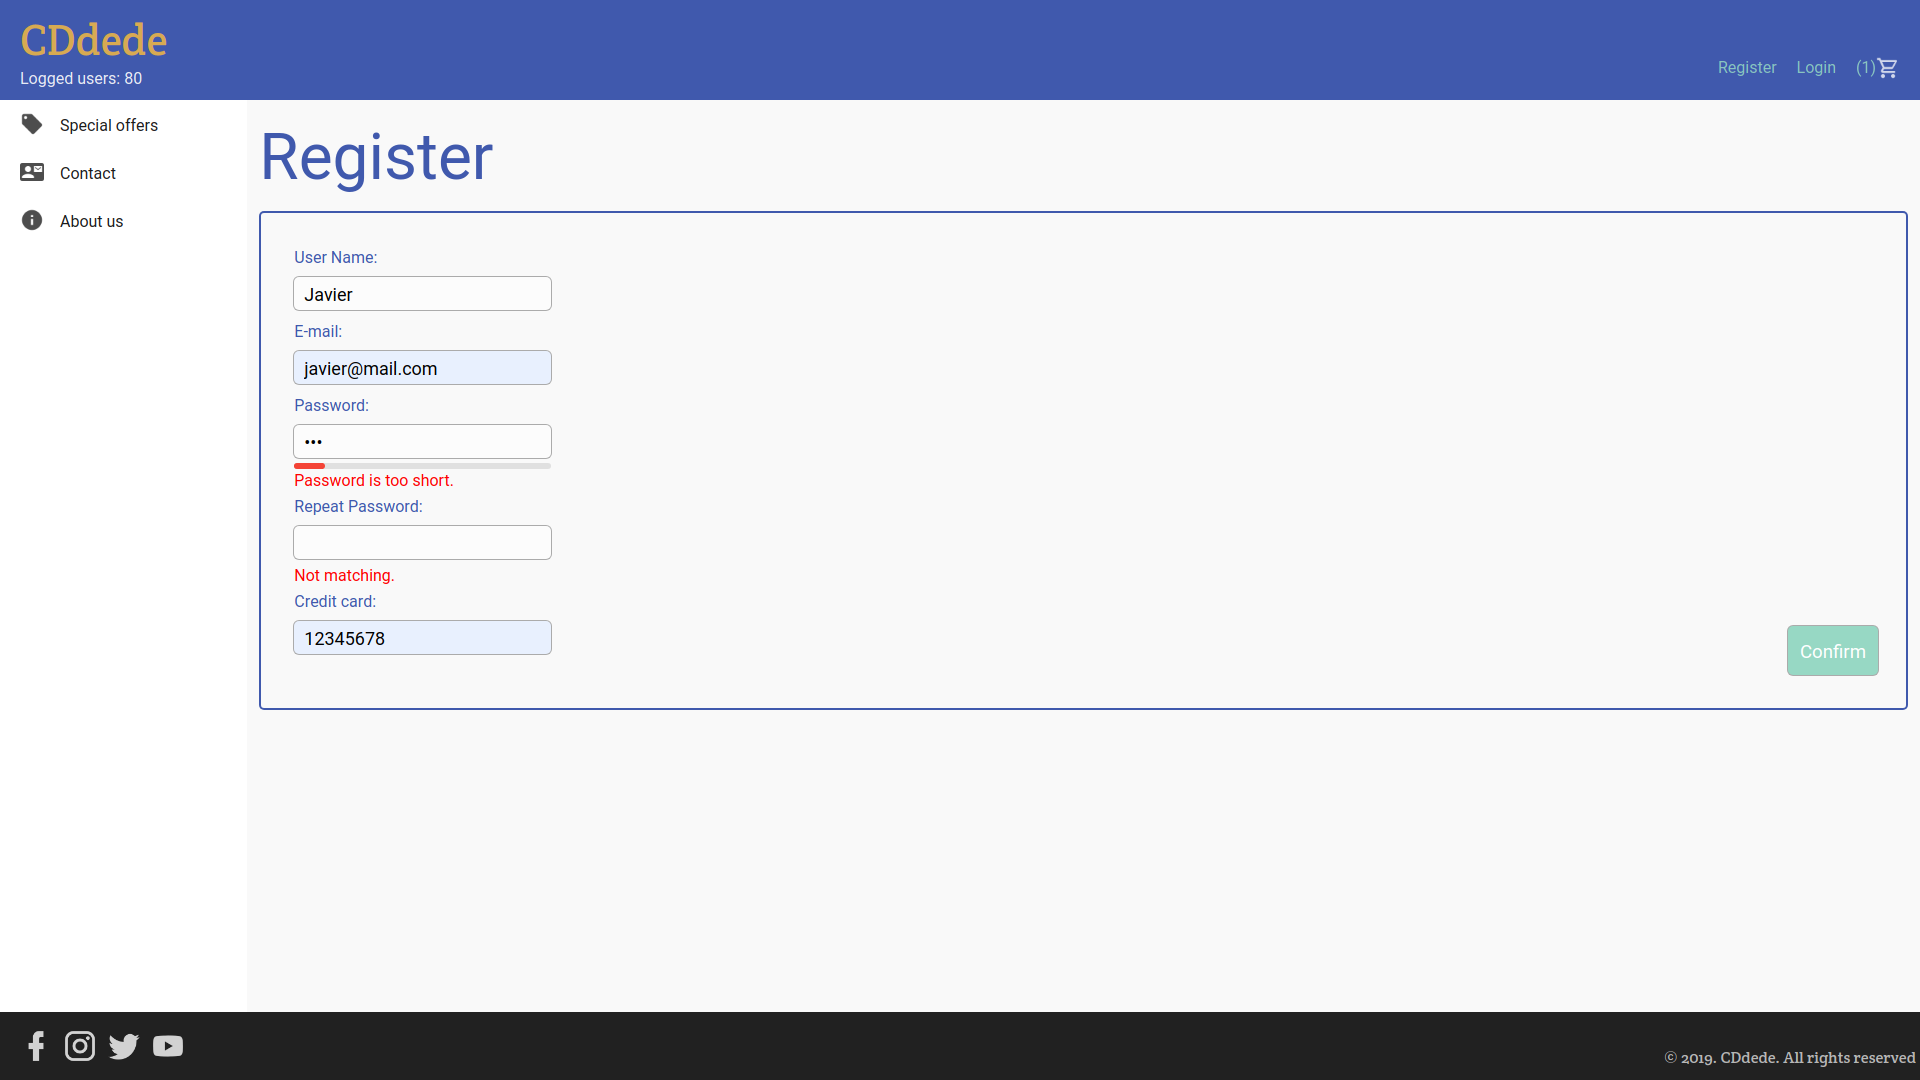 CDdede
Logged users: 80
Register Login (1)
Special offers
Contact
About us
Register
User Name:
Javier
E-mail:
javier@mail.com
Password:
•••
Password is too short.
Repeat Password:
Not matching.
Credit card:
12345678
Confirm
© 2019. CDdede. All rights reserved